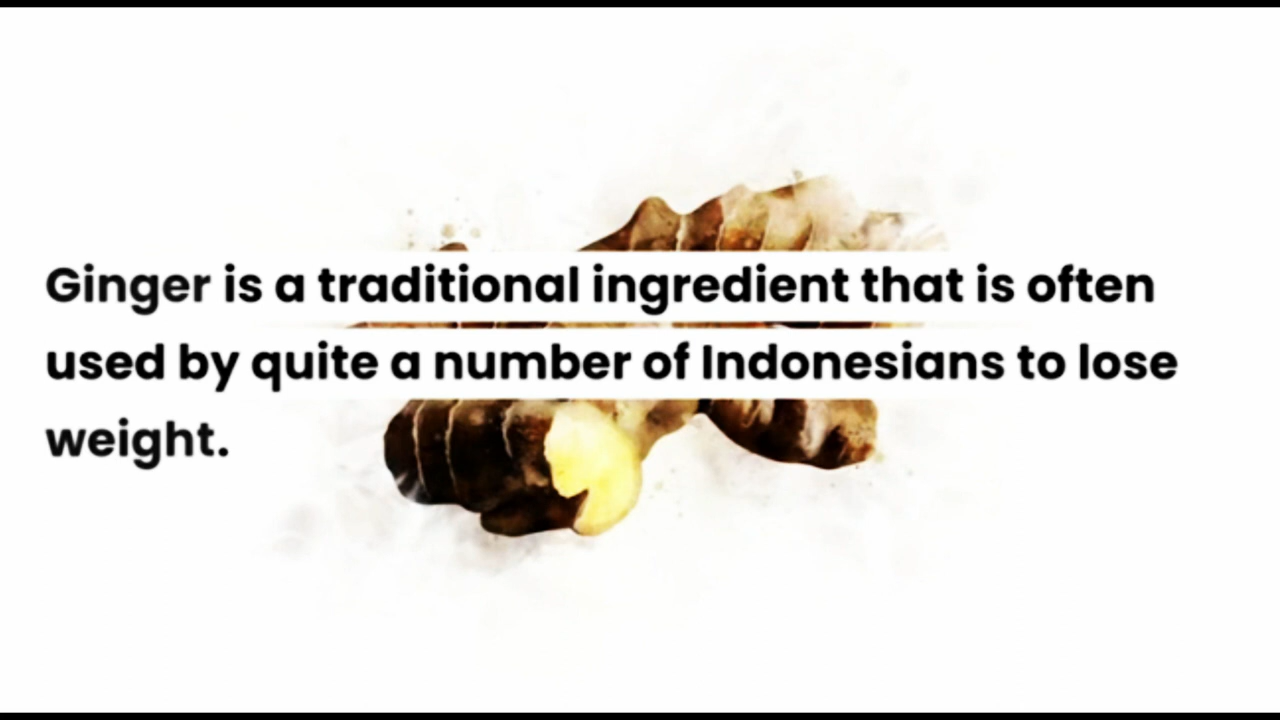 Ginger is a traditional ingredient that is often
used by quite a number of Indonesians to lose
weight.